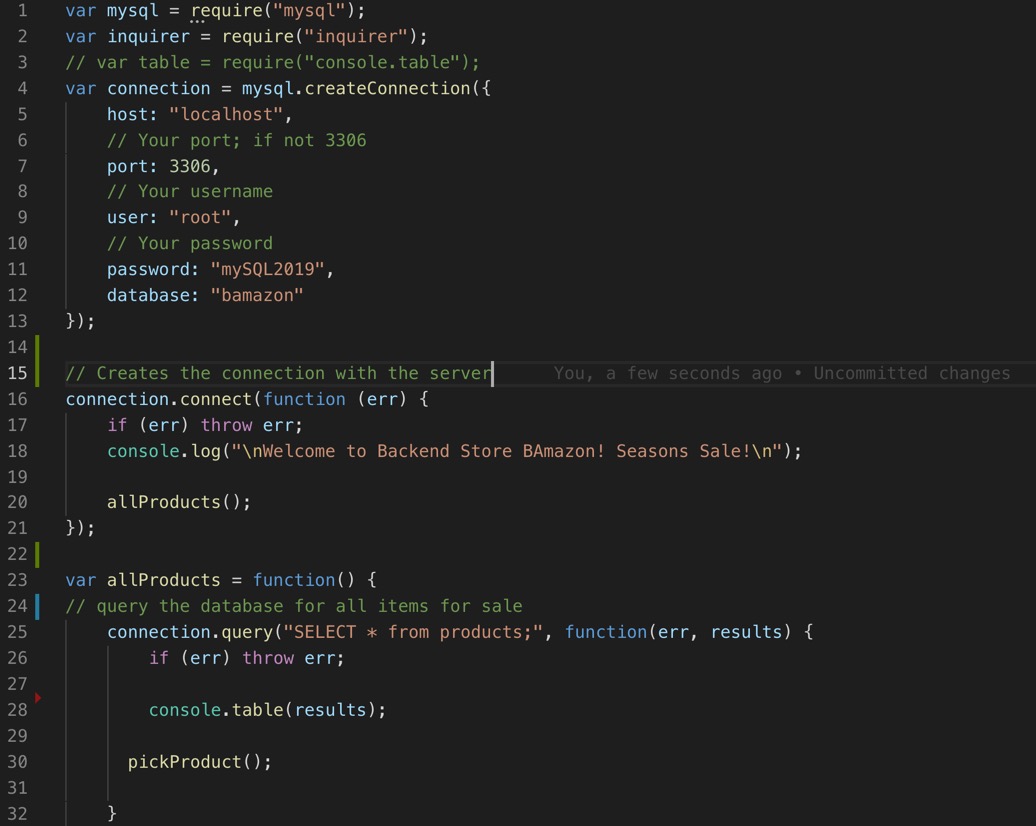 1 var mysql = require("mysql");
2 var inquirer = require("inquirer");
3 // var table = require("console.table");
4 var connection = mysql.createConnection({
5 host: "localhost",
6 // Your port; if not 3306
7 port: 3306,
8 // Your username
9 user: "root",
10 // Your password
11 password: "mySQL2019",
12 database: "bamazon"
13 });
14
15 // Creates the connection with the server You, a few seconds ago • Uncommitted changes
16 connection.connect(function (err) {
17 if (err) throw err;
18 console.log("\nWelcome to Backend Store BAmazon! Seasons Sale!\n");
19
20 allProducts();
21 });
22
23 var allProducts = function() {
24 // query the database for all items for sale
25 connection.query("SELECT * from products;", function(err, results) {
26 if (err) throw err;
27
28 console.table(results);
29
30 pickProduct();
31
32 }